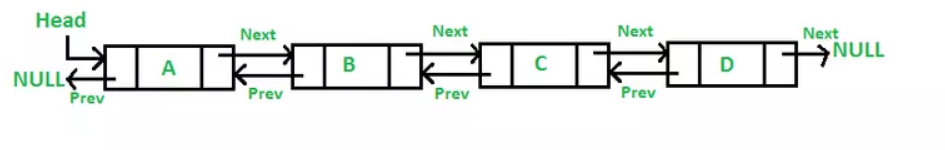 Head
Next Next Next Next
NULL A B C D NULL
Prev Prev Prev Prev